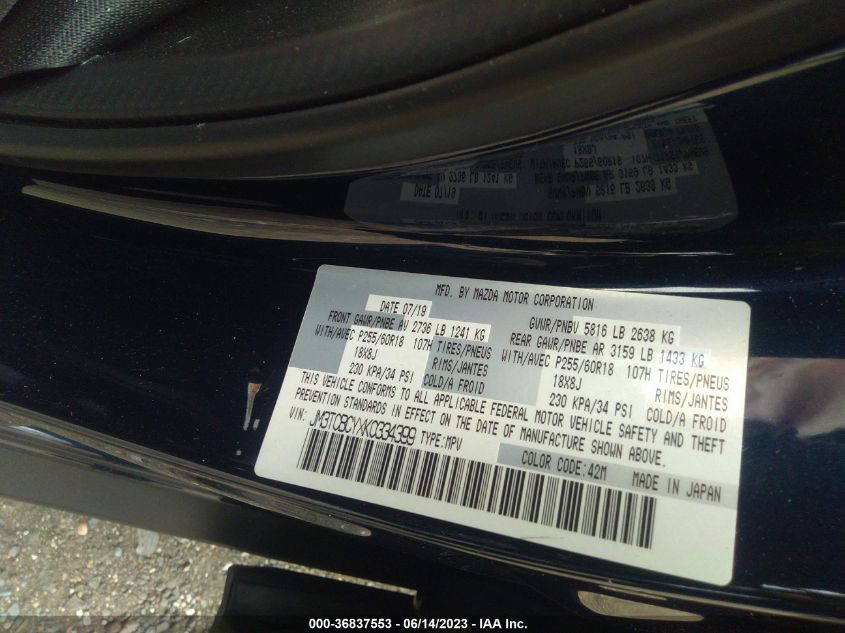 MFD. BY MAZDA MOTOR CORPORATION
DATE 07/19
GVWR/PNBV 5816 LB 2638 KG
FRONT GAWR/PNBE AV 2736 LB 1241 KG
REAR GAWR/PNBE AR 3159 LB 1433 KG
WITH/AVEC P255/60R18 107H TIRES/PNEUS
WITH/AVEC P255/60R18 107H TIRES/PNEUS
18X8J RIMS/JANTES
18X8J RIMS/JANTES
230 KPA/34 PSI COLD/A FROID
230 KPA/34 PSI COLD/A FROID
THIS VEHICLE CONFORMS TO ALL APPLICABLE FEDERAL MOTOR VEHICLE SAFETY AND THEFT
PREVENTION STANDARDS IN EFFECT ON THE DATE OF MANUFACTURE SHOWN ABOVE.
VIN: JM3TCBCYXK0334399 TYPE:MPV
COLOR CODE:42M
MADE IN JAPAN
000-36837553 - 06/14/2023 - IAA Inc.